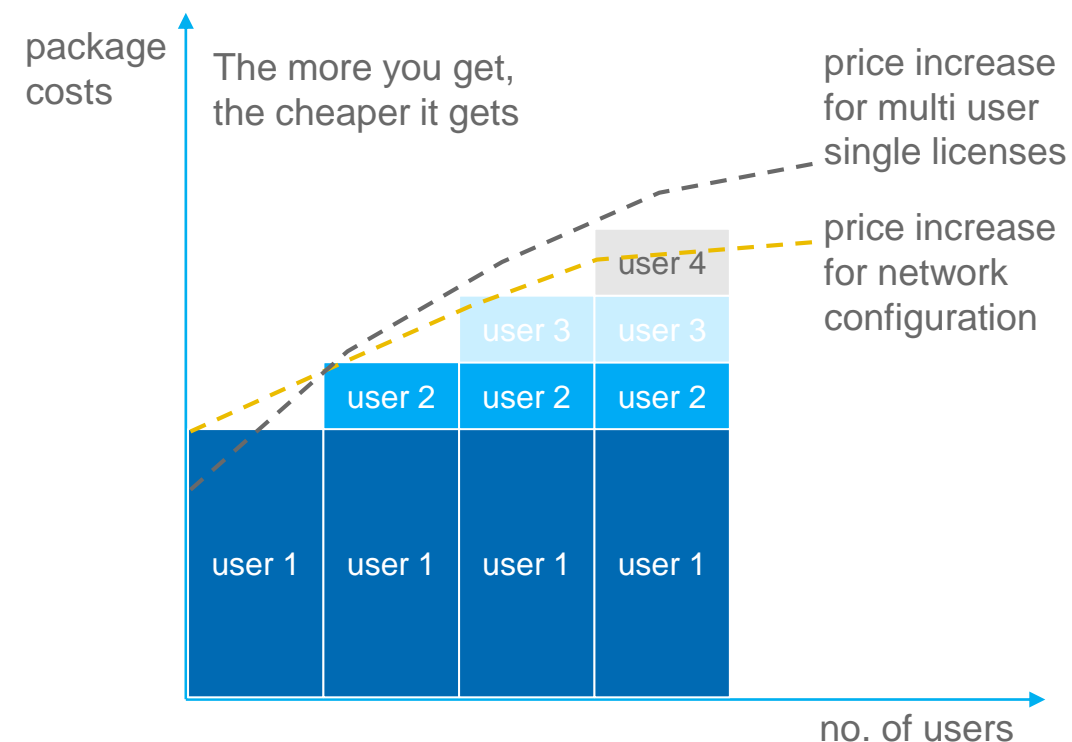 package
costs
The more you get,
the cheaper it gets
price increase
for multi user
single licenses
price increase
for network
configuration
user 4
user 3
user 3
user 2
user 2
user 2
user 1
user 1
user 1
user 1
no. of users